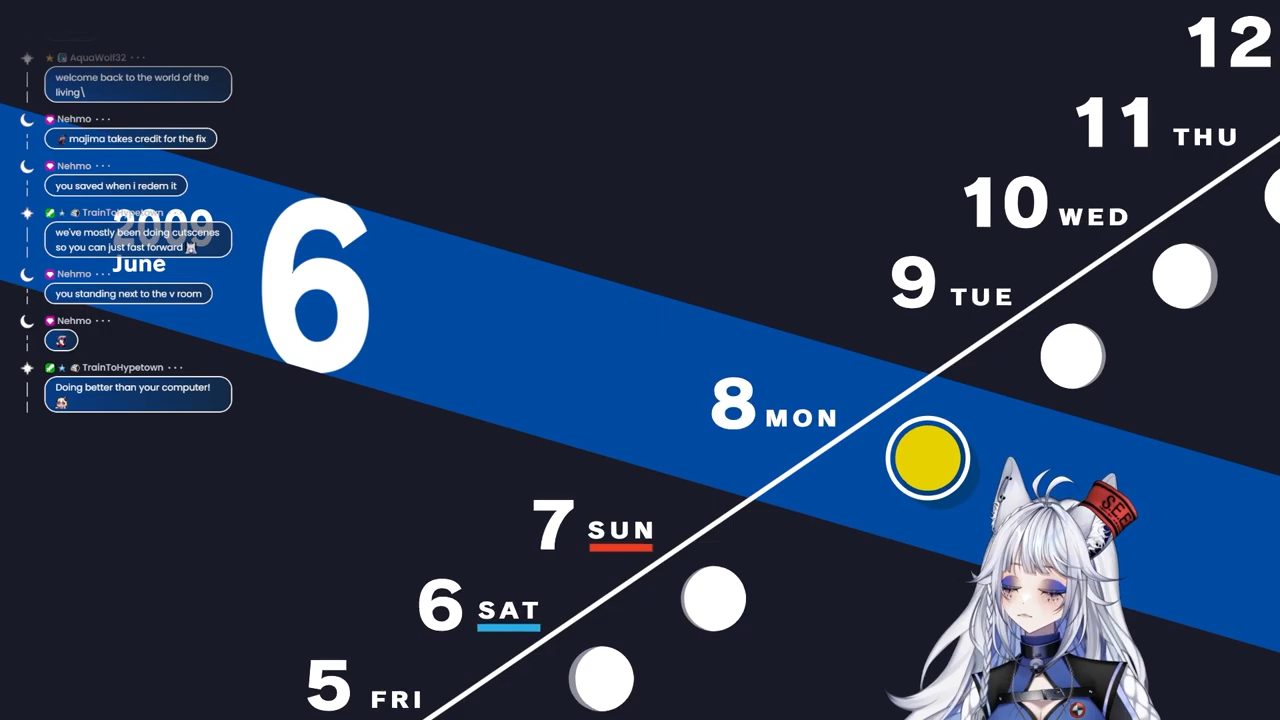 AquaWolf32
welcome back to the world of the
living\
Nehmo
majima takes credit for the fix
Nehmo
you saved when i redem it
TrainToHypetown
we've mostly been doing cutscenes
so you can just fast forward
Nehmo
you standing next to the v room
Nehmo
TrainToHypetown
Doing better than your computer!
2009
June
6
12
11 THU
10 WED
9 TUE
8 MON
7 SUN
6 SAT
5 FRI